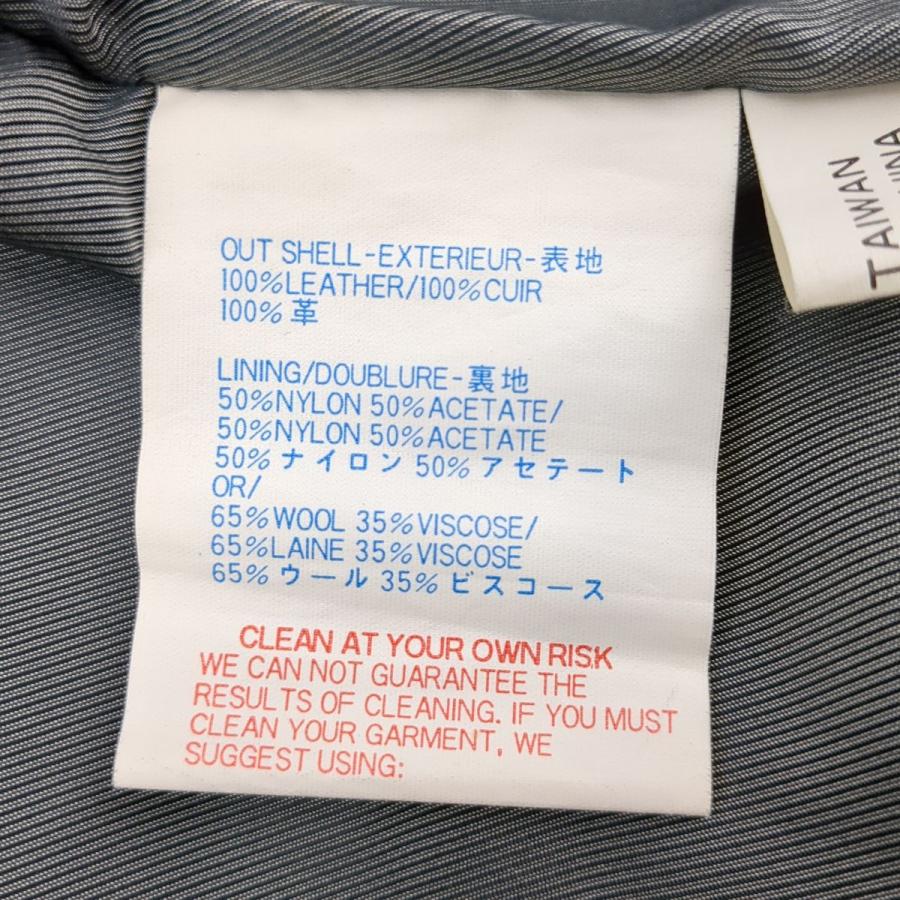 OUT SHELL-EXTERIEUR-表地
100%LEATHER/100%CUIR
100%革
LINING/DOUBLURE-裏地
50%NYLON 50%ACETATE/
50%NYLON 50%ACETATE
50%ナイロン 50%アセテート
OR/
65%WOOL 35%VISCOSE/
65%LAINE 35%VISCOSE
65%ウール 35%ビスコース
CLEAN AT YOUR OWN RISK
WE CAN NOT GUARANTEE THE
RESULTS OF CLEANING. IF YOU MUST
CLEAN YOUR GARMENT, WE
SUGGEST USING:
TAIWAN